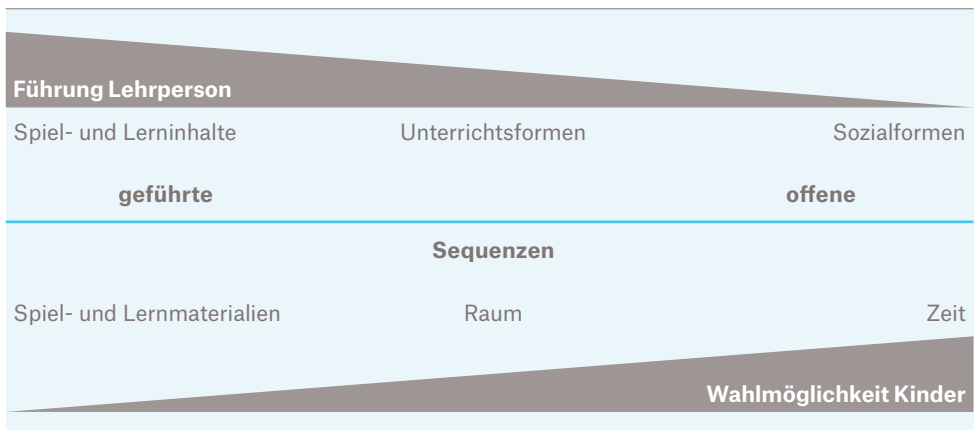 Führung Lehrperson
Spiel- und Lerninhalte Unterrichtsformen Sozialformen
geführte offene
Sequenzen
Spiel- und Lernmaterialien Raum Zeit
Wahlmöglichkeit Kinder